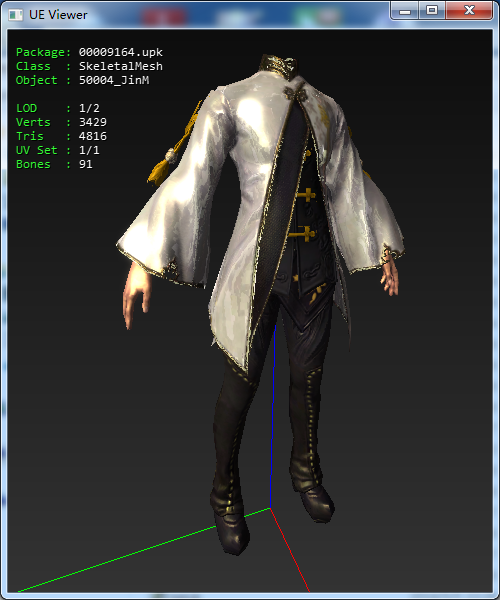 UE Viewer
Package: 00009164.upk
Class  : SkeletalMesh
Object : 50004_JinM
LOD    : 1/2
Verts  : 3429
Tris   : 4816
UV Set : 1/1
Bones  : 91